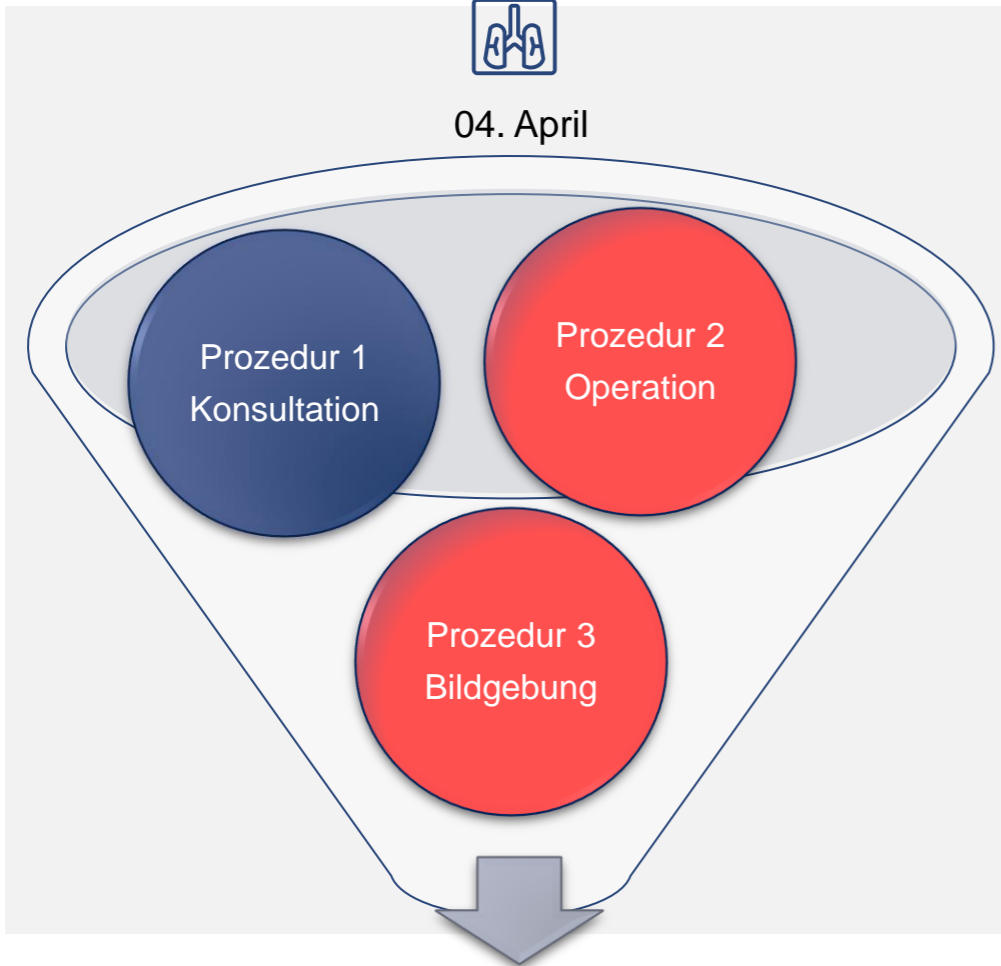 04. April
Prozedur 1
Konsultation
Prozedur 2
Operation
Prozedur 3
Bildgebung